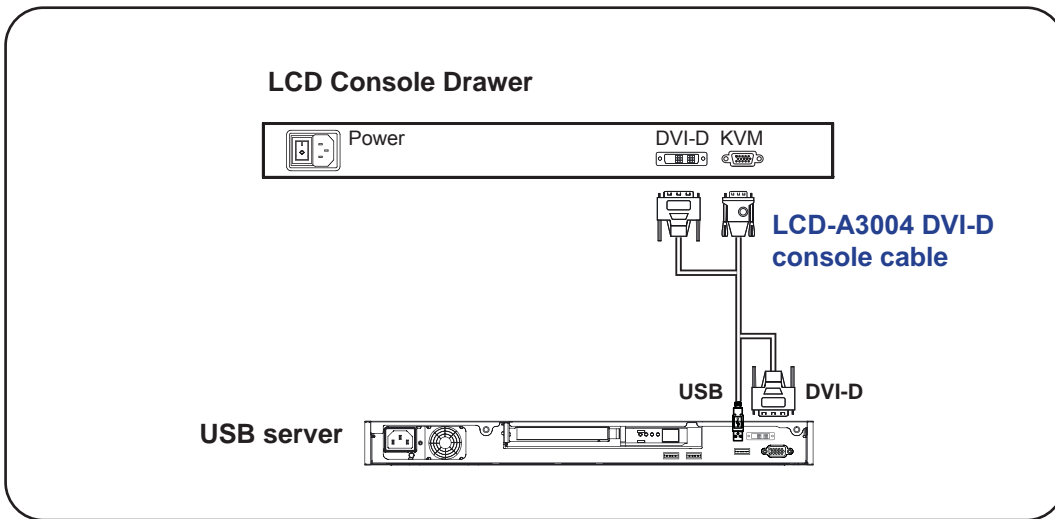 LCD Console Drawer
Power
DVI-D KVM
LCD-A3004 DVI-D
console cable
USB
DVI-D
USB server